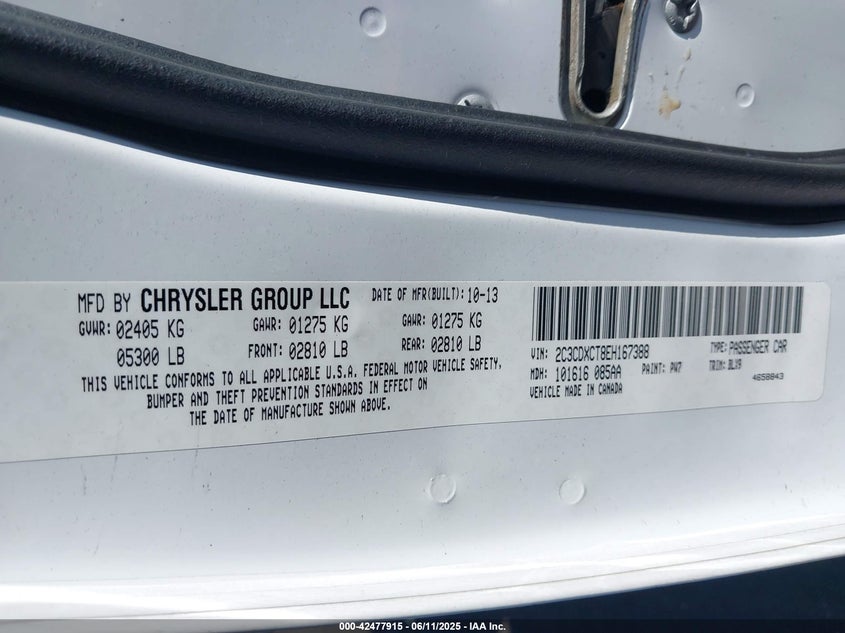 MFD BY CHRYSLER GROUP LLC DATE OF MFR(BUILT): 10-13
GVWR: 02405 KG GAWR: 01275 KG GAWR: 01275 KG
05300 LB FRONT: 02810 LB REAR: 02810 LB
THIS VEHICLE CONFORMS TO ALL APPLICABLE U.S.A. FEDERAL MOTOR VEHICLE SAFETY,
BUMPER AND THEFT PREVENTION STANDARDS IN EFFECT ON
THE DATE OF MANUFACTURE SHOWN ABOVE.
VIN: 2C3CDXCT8EH167388 TYPE: PASSENGER CAR
MDH: 101616 085AA PAINT: PW7 TRIM: BLX9
VEHICLE MADE IN CANADA 4658843
000-42477915 - 06/11/2025 - IAA Inc.